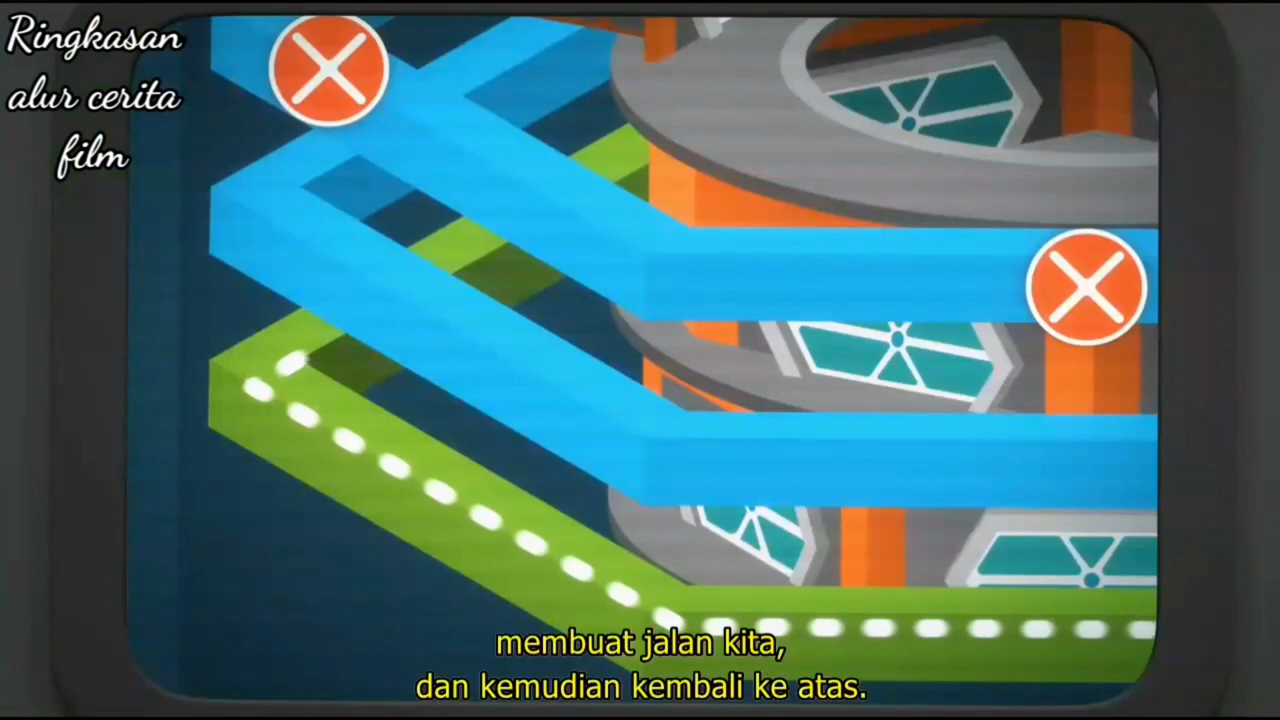 Ringkasan
alur cerita
film
membuat jalan kita,
dan kemudian kembali ke atas.